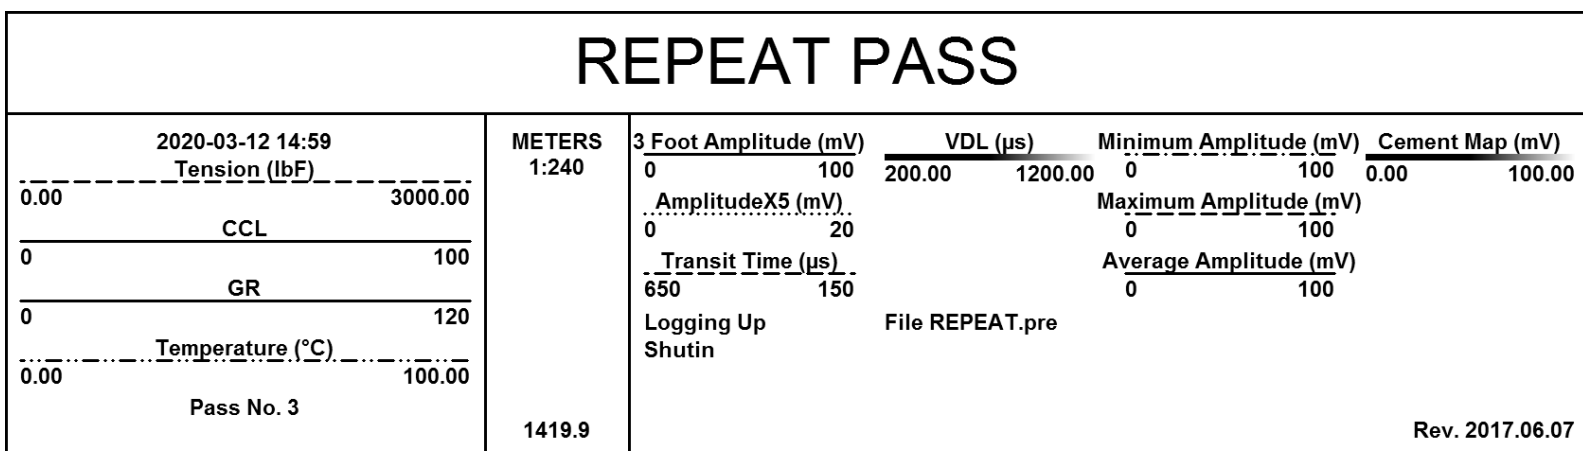 REPEAT PASS
2020-03-12 14:59
Tension (lbF)
0.00 3000.00
CCL
0 100
GR
0 120
Temperature (°C)
0.00 100.00
Pass No. 3
METERS
1:240
1419.9
3 Foot Amplitude (mV)
0 100
AmplitudeX5 (mV)
0 20
Transit Time (µs)
650 150
Logging Up
Shutin
VDL (µs)
200.00 1200.00
File REPEAT.pre
Minimum Amplitude (mV)
0 100
Maximum Amplitude (mV)
0 100
Average Amplitude (mV)
0 100
Cement Map (mV)
0.00 100.00
Rev. 2017.06.07